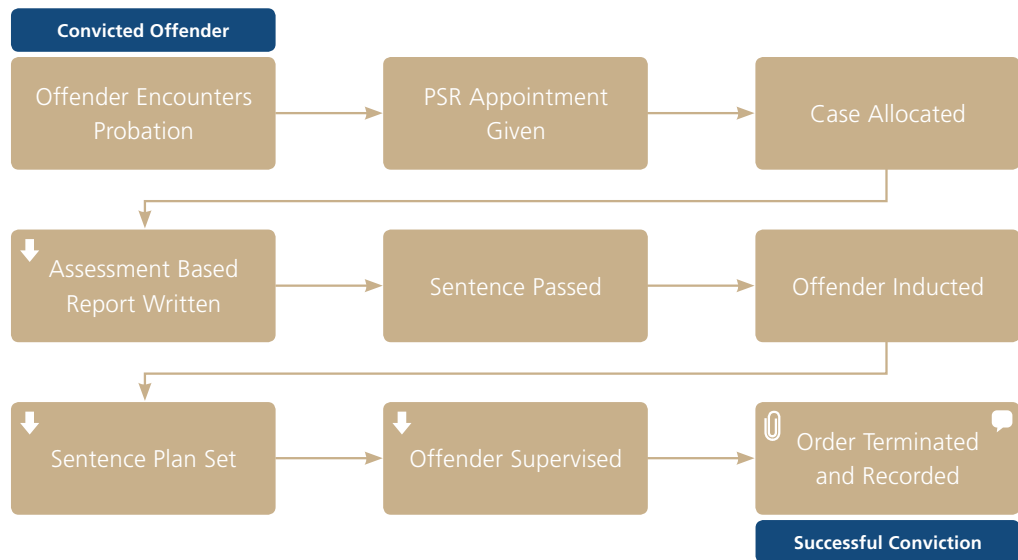 Convicted Offender
Offender Encounters
Probation
PSR Appointment
Given
Case Allocated
Assessment Based
Report Written
Sentence Passed
Offender Inducted
Sentence Plan Set
Offender Supervised
Order Terminated
and Recorded
Successful Conviction